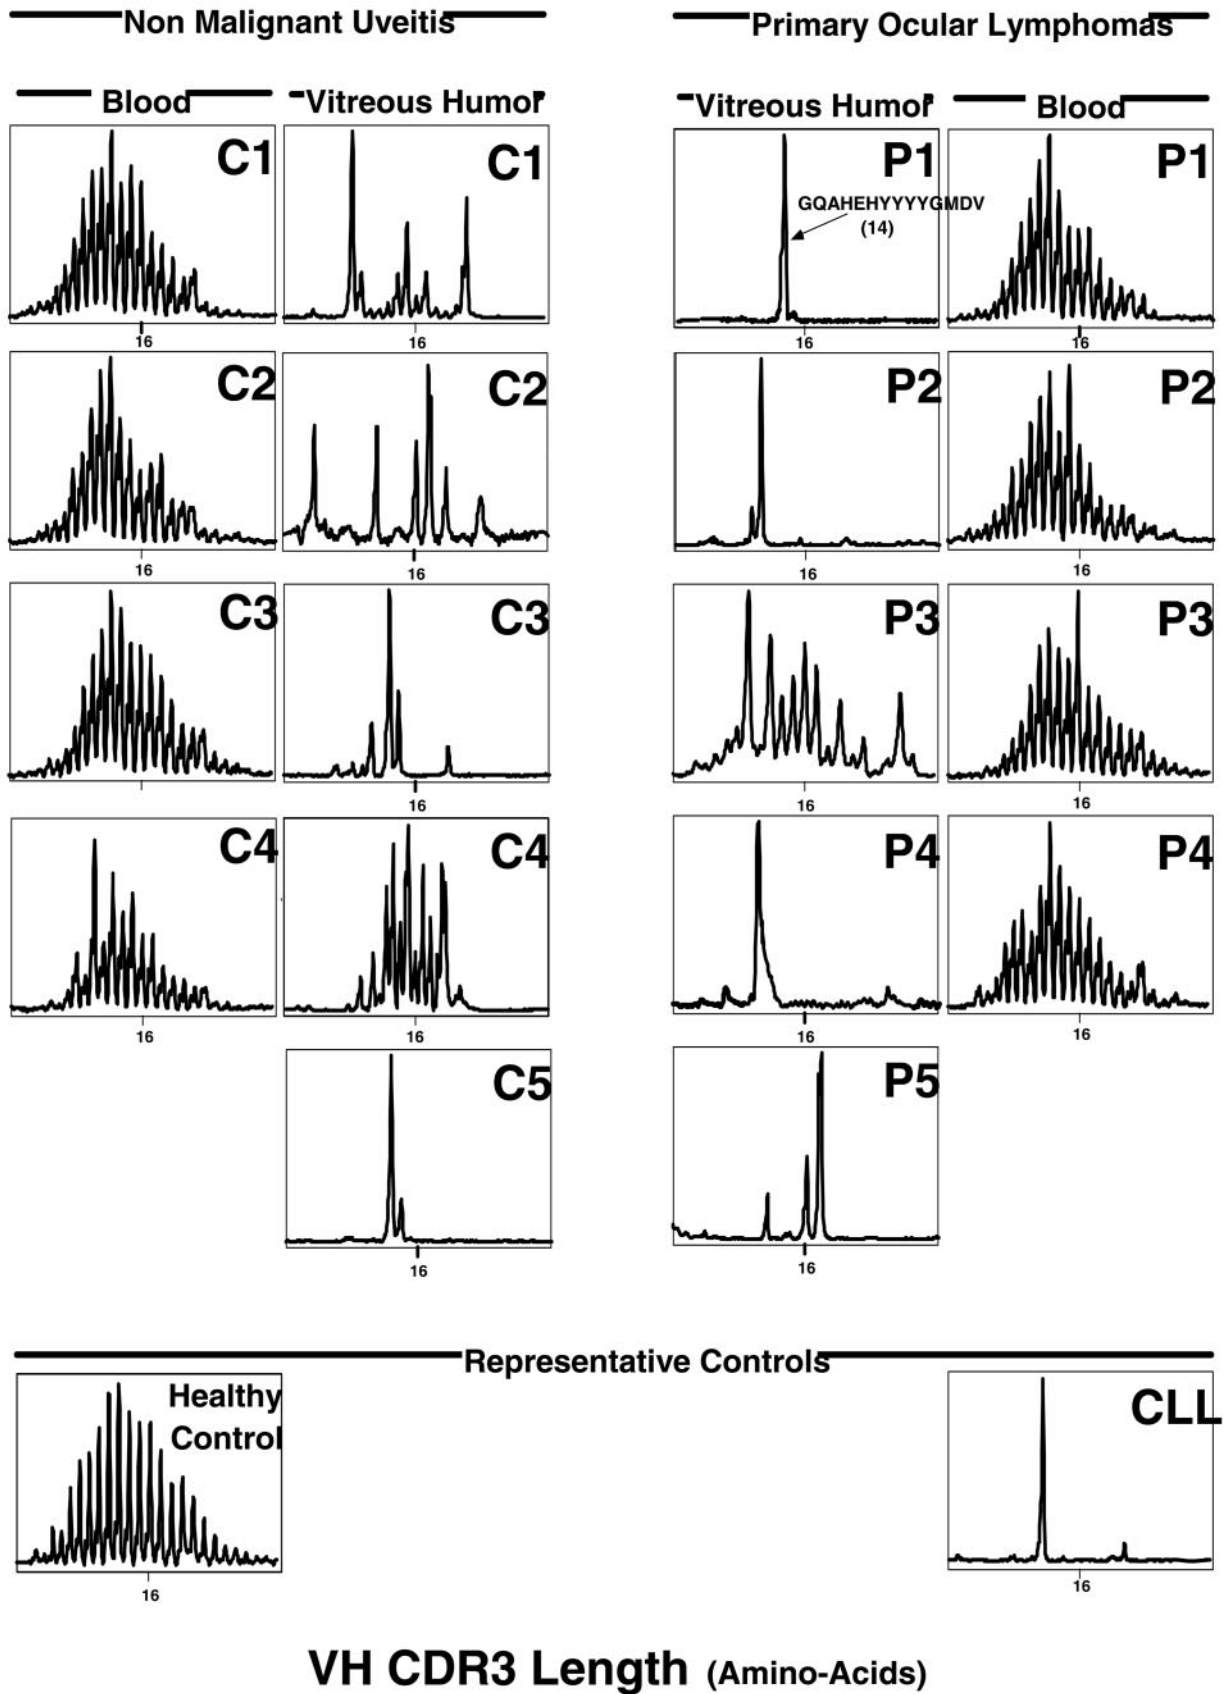 Non Malignant Uveitis
Primary Ocular Lymphomas
Blood
Vitreous Humor
Vitreous Humor
Blood
C1
C1
P1
GQAHEHYYYYGMDV
(14)
P1
16
16
16
16
C2
C2
P2
P2
16
16
16
16
C3
C3
P3
P3
16
16
16
C4
C4
P4
P4
16
16
16
16
C5
P5
16
16
Representative Controls
Healthy
Control
CLL
16
16
VH CDR3 Length (Amino-Acids)